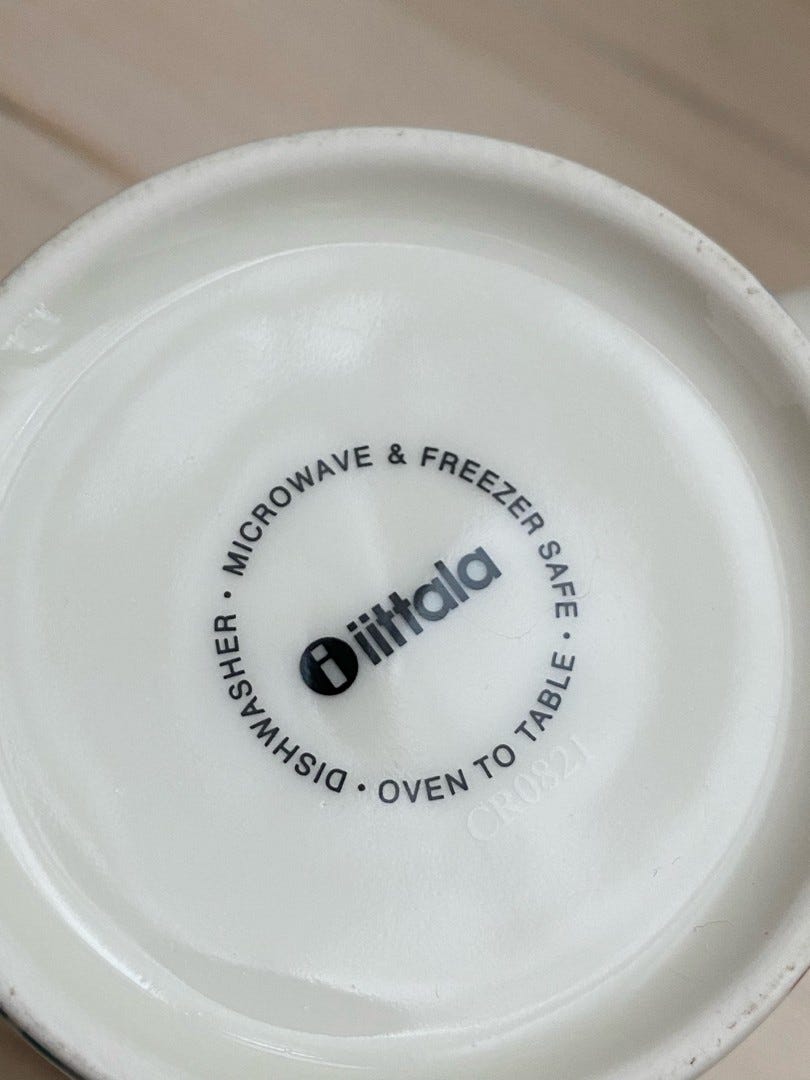 DISHWASHER · MICROWAVE & FREEZER SAFE · OVEN TO TABLE ·
i iittala
CR0821